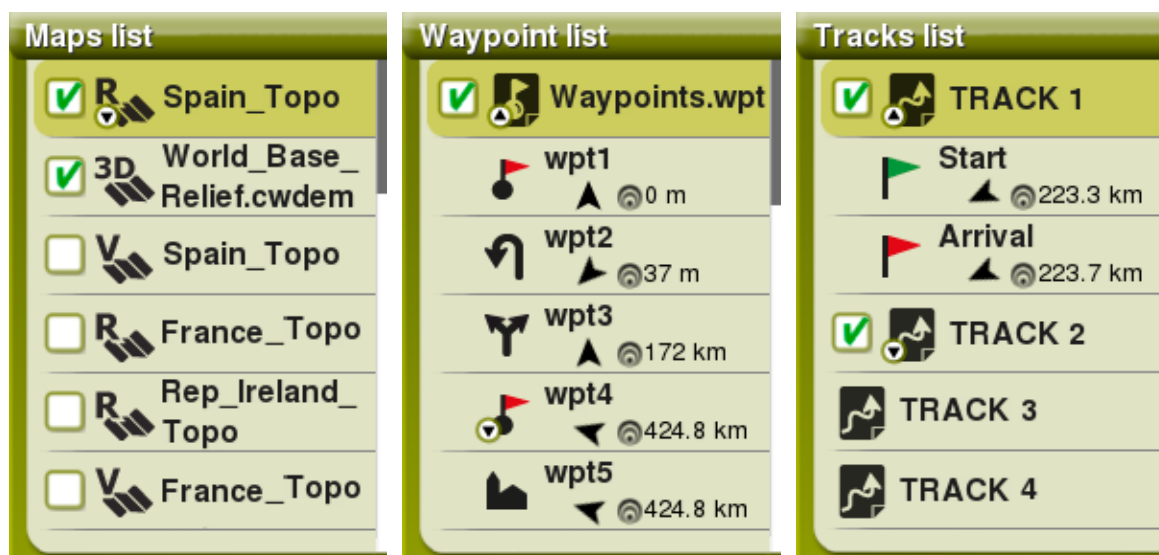 Maps list
R Spain_Topo
3D World_Base_
Relief.cwdem
V Spain_Topo
R France_Topo
R Rep_Ireland_
Topo
V France_Topo
Waypoint list
Waypoints.wpt
wpt1
0 m
wpt2
37 m
wpt3
172 km
wpt4
424.8 km
wpt5
424.8 km
Tracks list
TRACK 1
Start
223.3 km
Arrival
223.7 km
TRACK 2
TRACK 3
TRACK 4